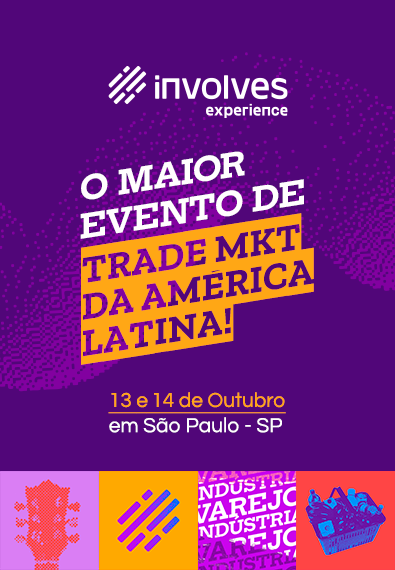 involves
experience
O MAIOR
EVENTO DE
TRADE MKT
DA AMÉRICA
LATINA!
13 e 14 de Outubro
em São Paulo - SP
VAREJO
INDÚSTRIA
VAREJO
INDÚSTRIA
VAREJO